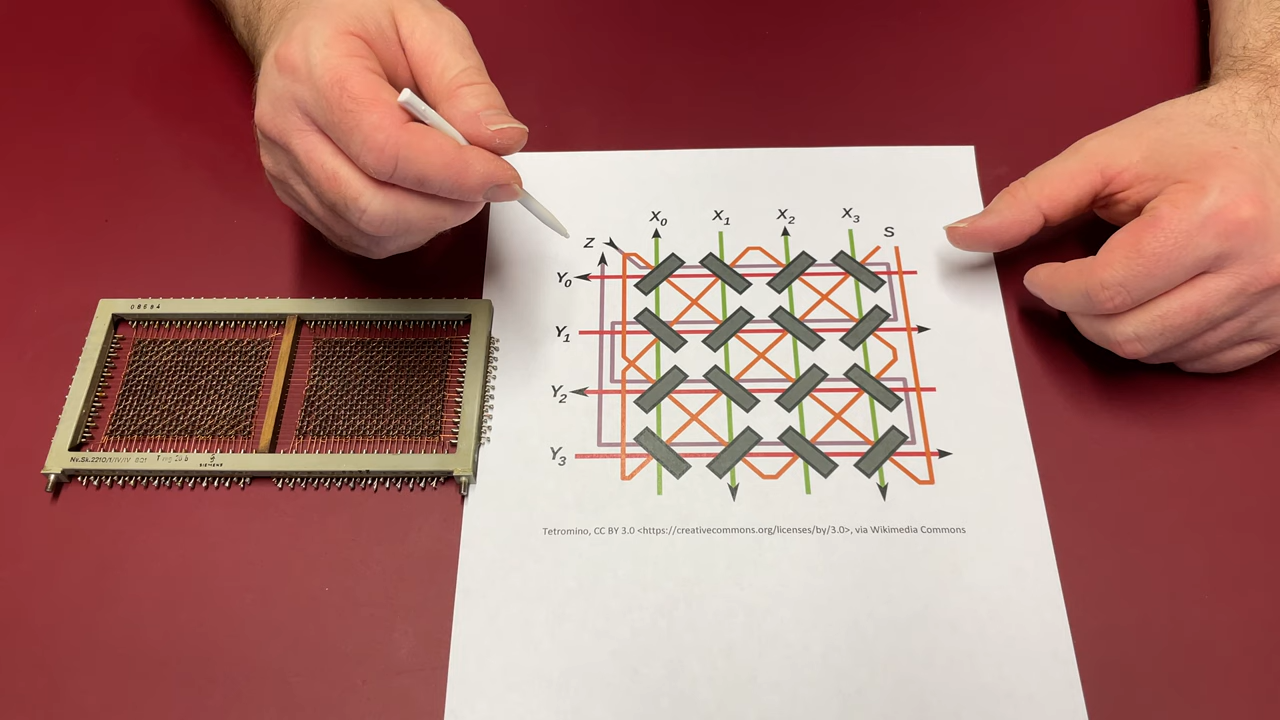 X0 X1 X2 X3
Z S
Y0
Y1
Y2
Y3
Tetromino, CC BY 3.0 <https://creativecommons.org/licenses/by/3.0>, via Wikimedia Commons
08694
SIEMENS